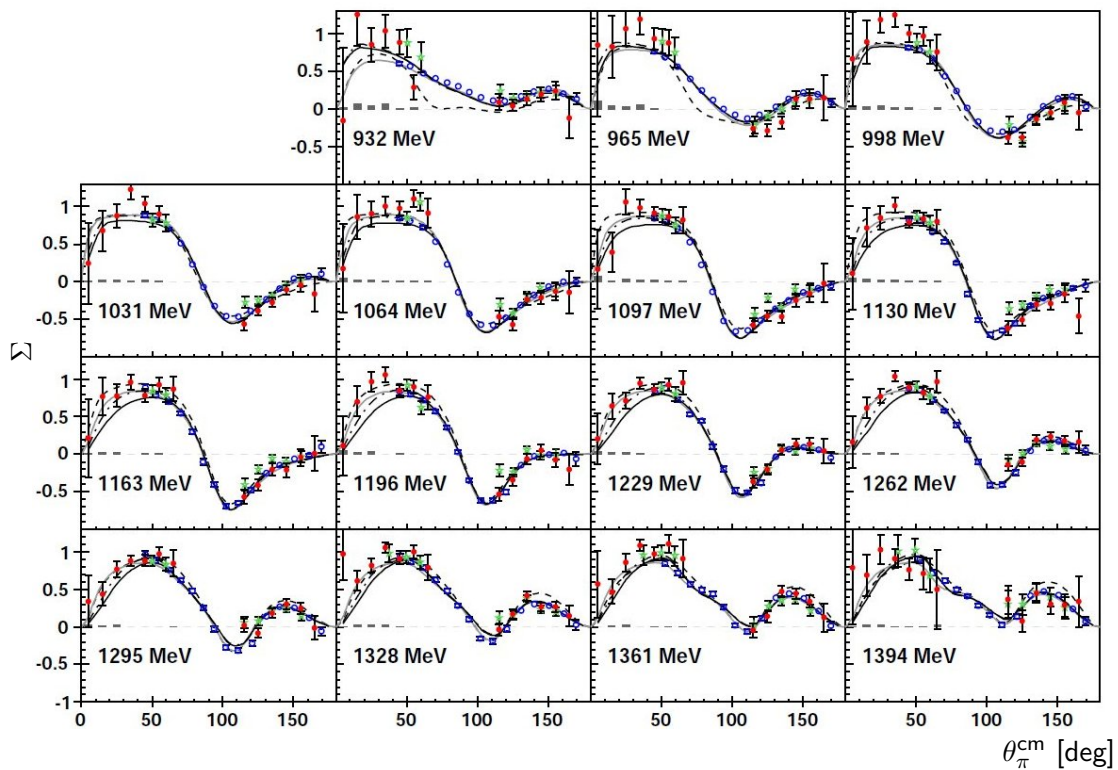 1
0.5
0
-0.5
932 MeV
965 MeV
998 MeV
1
0.5
0
-0.5
1031 MeV
1064 MeV
1097 MeV
1130 MeV
Σ
1
0.5
0
-0.5
1163 MeV
1196 MeV
1229 MeV
1262 MeV
1
0.5
0
-0.5
-1
1295 MeV
1328 MeV
1361 MeV
1394 MeV
0 50 100 150 50 100 150 50 100 150 50 100 150
θ_π^cm [deg]